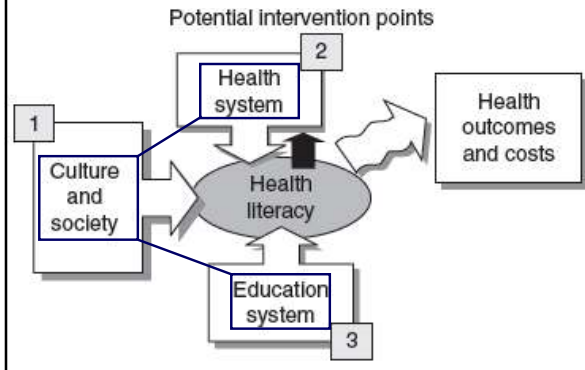 Potential intervention points
2
Health
system
Health
outcomes
and costs
1
Culture
and
society
Health
literacy
Education
system
3